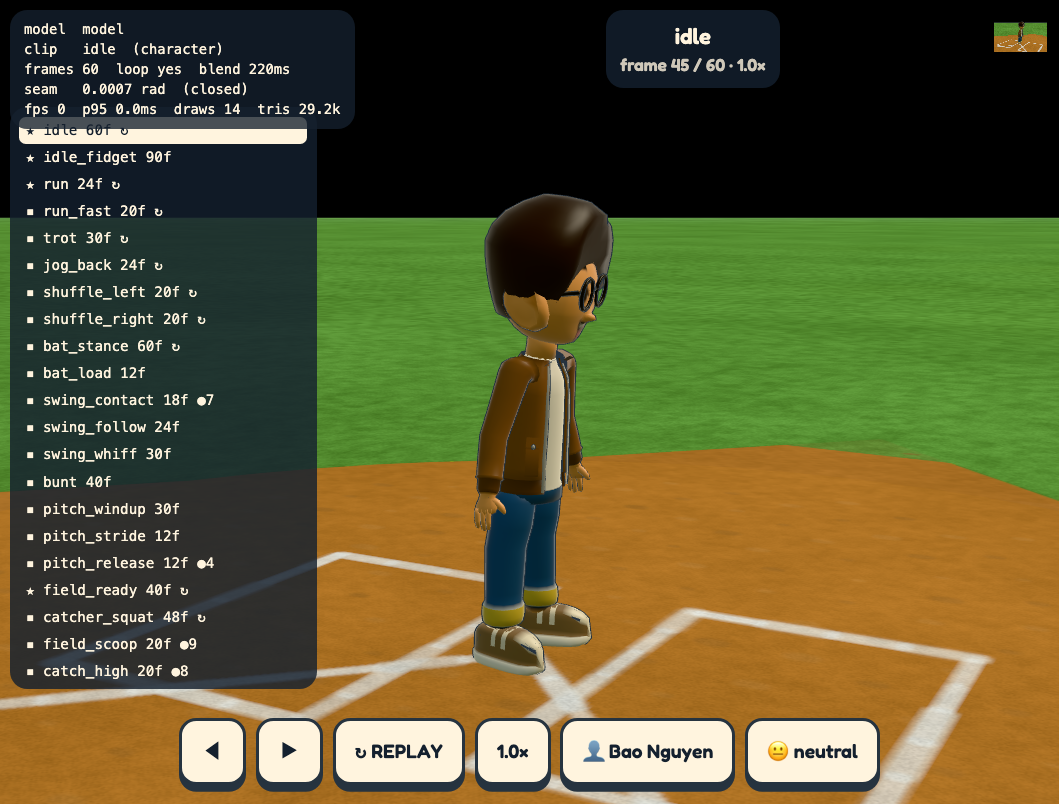 model model
clip idle (character)
frames 60 loop yes blend 220ms
seam 0.0007 rad (closed)
fps 0 p95 0.0ms draws 14 tris 29.2k
★ idle 60f ↻
★ idle_fidget 90f
★ run 24f ↻
▪ run_fast 20f ↻
▪ trot 30f ↻
▪ jog_back 24f ↻
▪ shuffle_left 20f ↻
▪ shuffle_right 20f ↻
▪ bat_stance 60f ↻
▪ bat_load 12f
▪ swing_contact 18f ●7
▪ swing_follow 24f
▪ swing_whiff 30f
▪ bunt 40f
▪ pitch_windup 30f
▪ pitch_stride 12f
▪ pitch_release 12f ●4
★ field_ready 40f ↻
▪ catcher_squat 48f ↻
▪ field_scoop 20f ●9
▪ catch_high 20f ●8
idle
frame 45 / 60 · 1.0×
◀ ▶ ↻ REPLAY 1.0× 👤 Bao Nguyen 😐 neutral